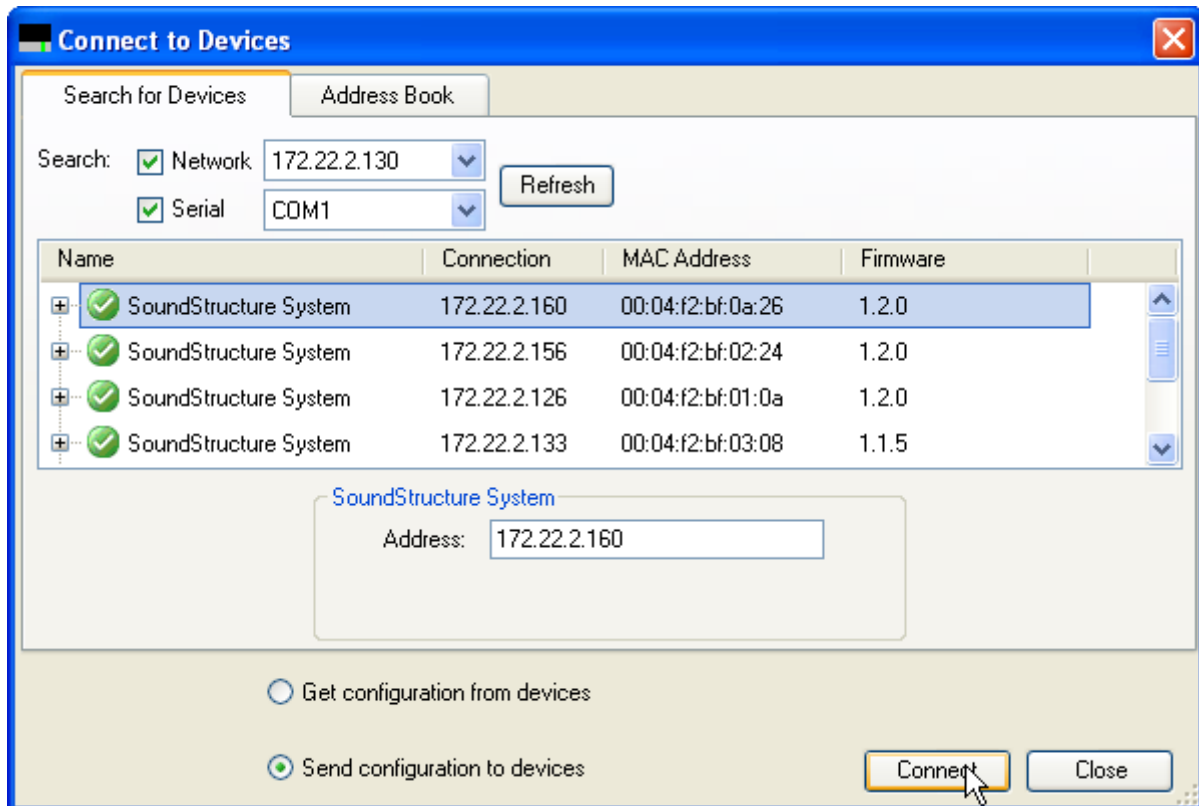 Connect to Devices
Search for Devices Address Book
Search: Network 172.22.2.130
Refresh
Serial COM1
Name Connection MAC Address Firmware
SoundStructure System 172.22.2.160 00:04:f2:bf:0a:26 1.2.0
SoundStructure System 172.22.2.156 00:04:f2:bf:02:24 1.2.0
SoundStructure System 172.22.2.126 00:04:f2:bf:01:0a 1.2.0
SoundStructure System 172.22.2.133 00:04:f2:bf:03:08 1.1.5
SoundStructure System
Address: 172.22.2.160
Get configuration from devices
Send configuration to devices
Connect Close